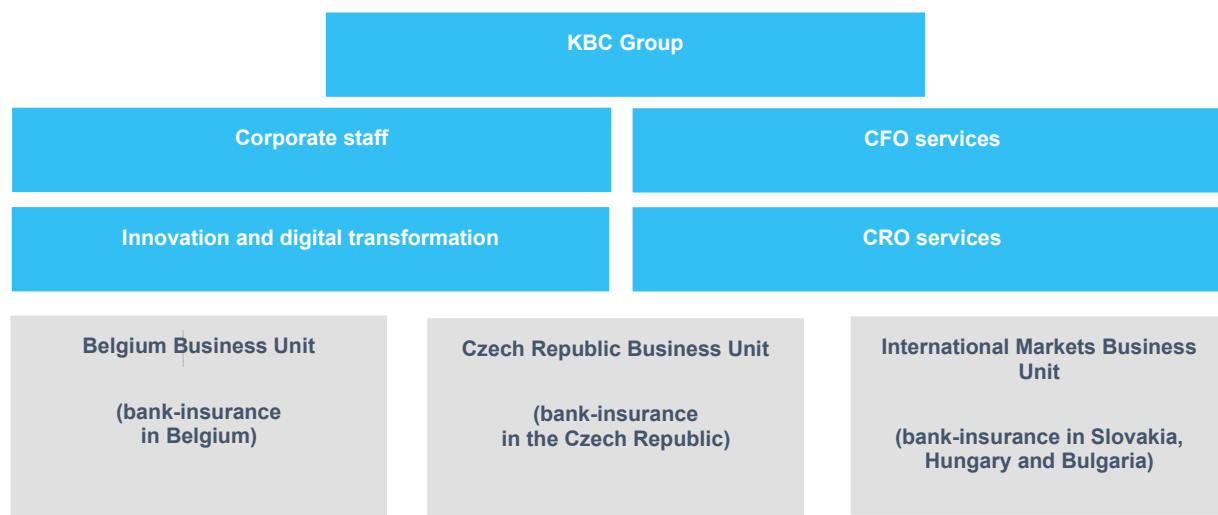 KBC Group
Corporate staff
CFO services
Innovation and digital transformation
CRO services
Belgium Business Unit
(bank-insurance
in Belgium)
Czech Republic Business Unit
(bank-insurance
in the Czech Republic)
International Markets Business
Unit
(bank-insurance in Slovakia,
Hungary and Bulgaria)